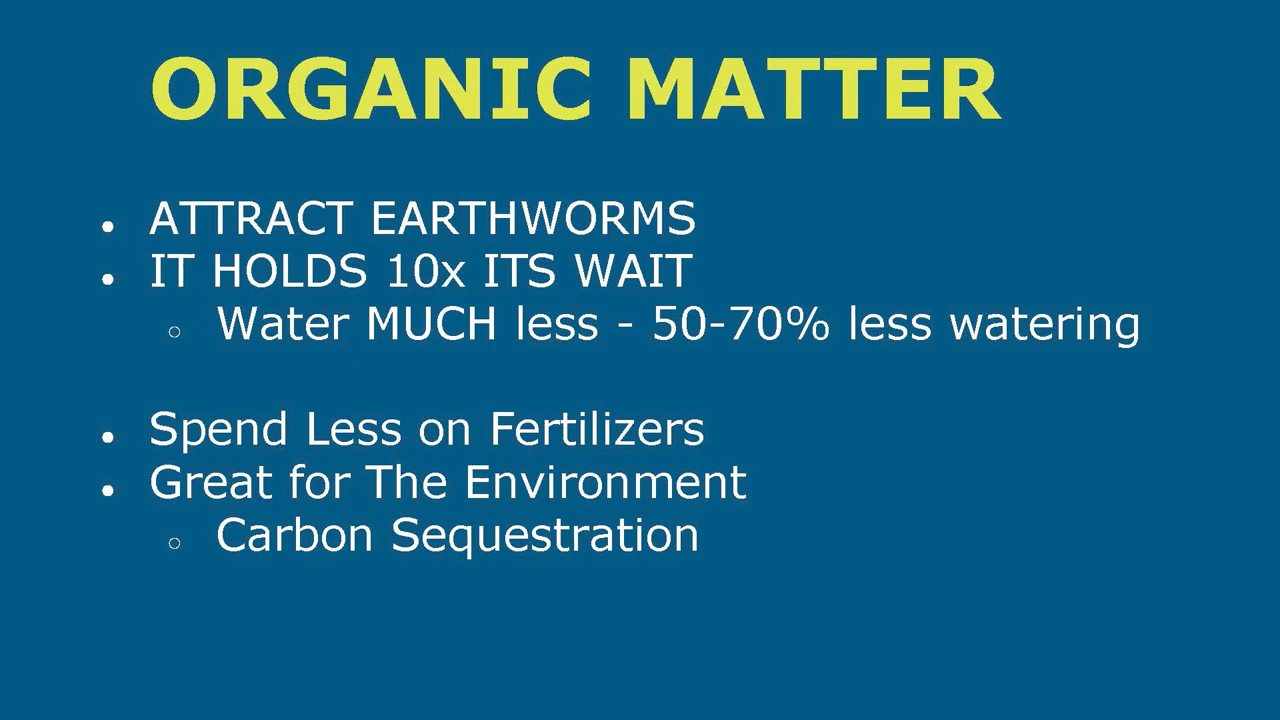 ORGANIC MATTER
• ATTRACT EARTHWORMS
• IT HOLDS 10x ITS WAIT
○ Water MUCH less - 50-70% less watering
• Spend Less on Fertilizers
• Great for The Environment
○ Carbon Sequestration